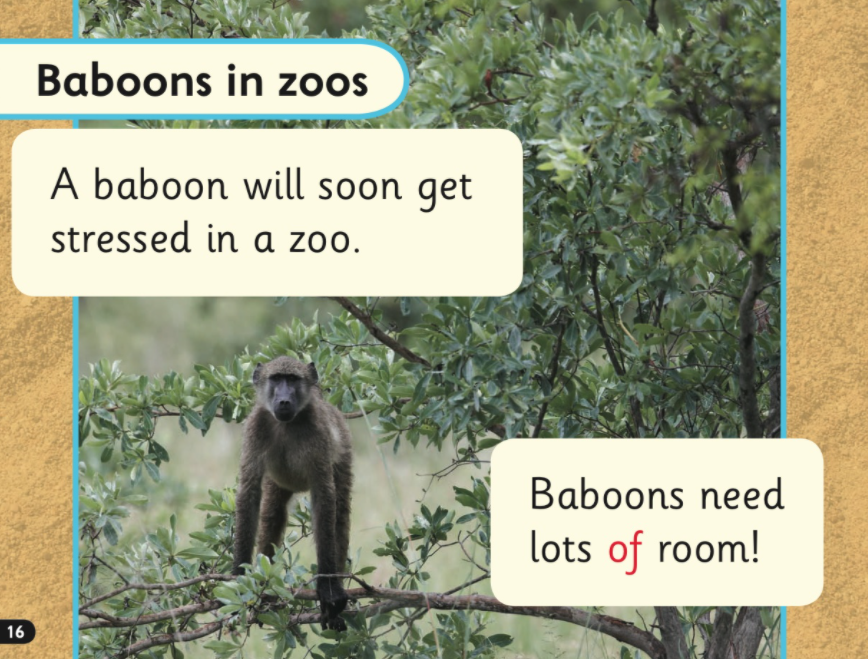 Baboons in zoos
A baboon will soon get
stressed in a zoo.
Baboons need
lots of room!
16